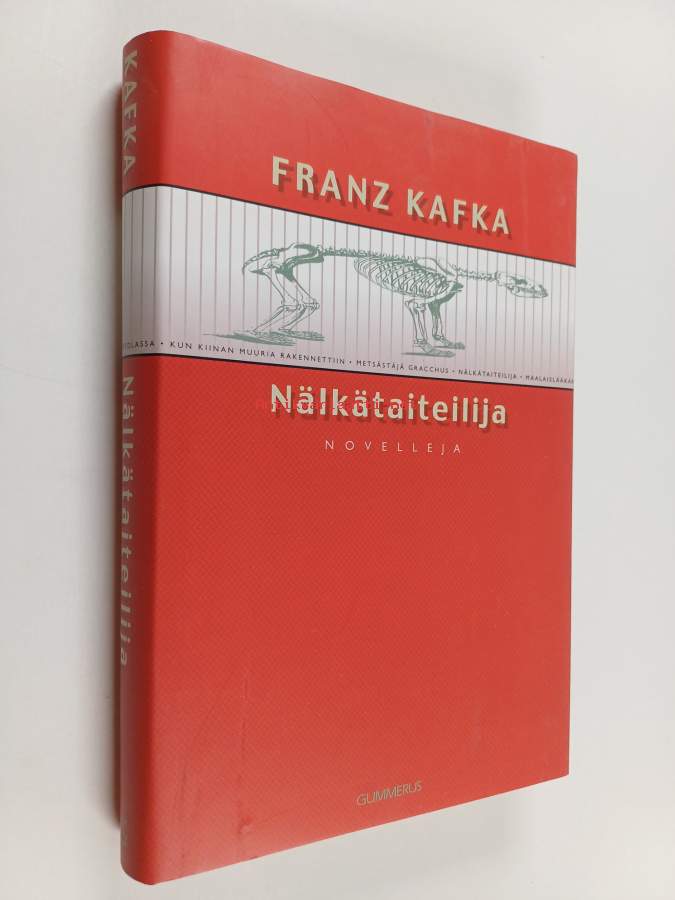 KAFKA
Nälkätaiteilija
FRANZ KAFKA
• KUN KIINAN MUURIA RAKENNETTIIN • METSÄSTÄJÄ GRACCHUS • NÄLKÄTAITEILIJA •
Nälkätaiteilija
NOVELLEJA
GUMMERUS